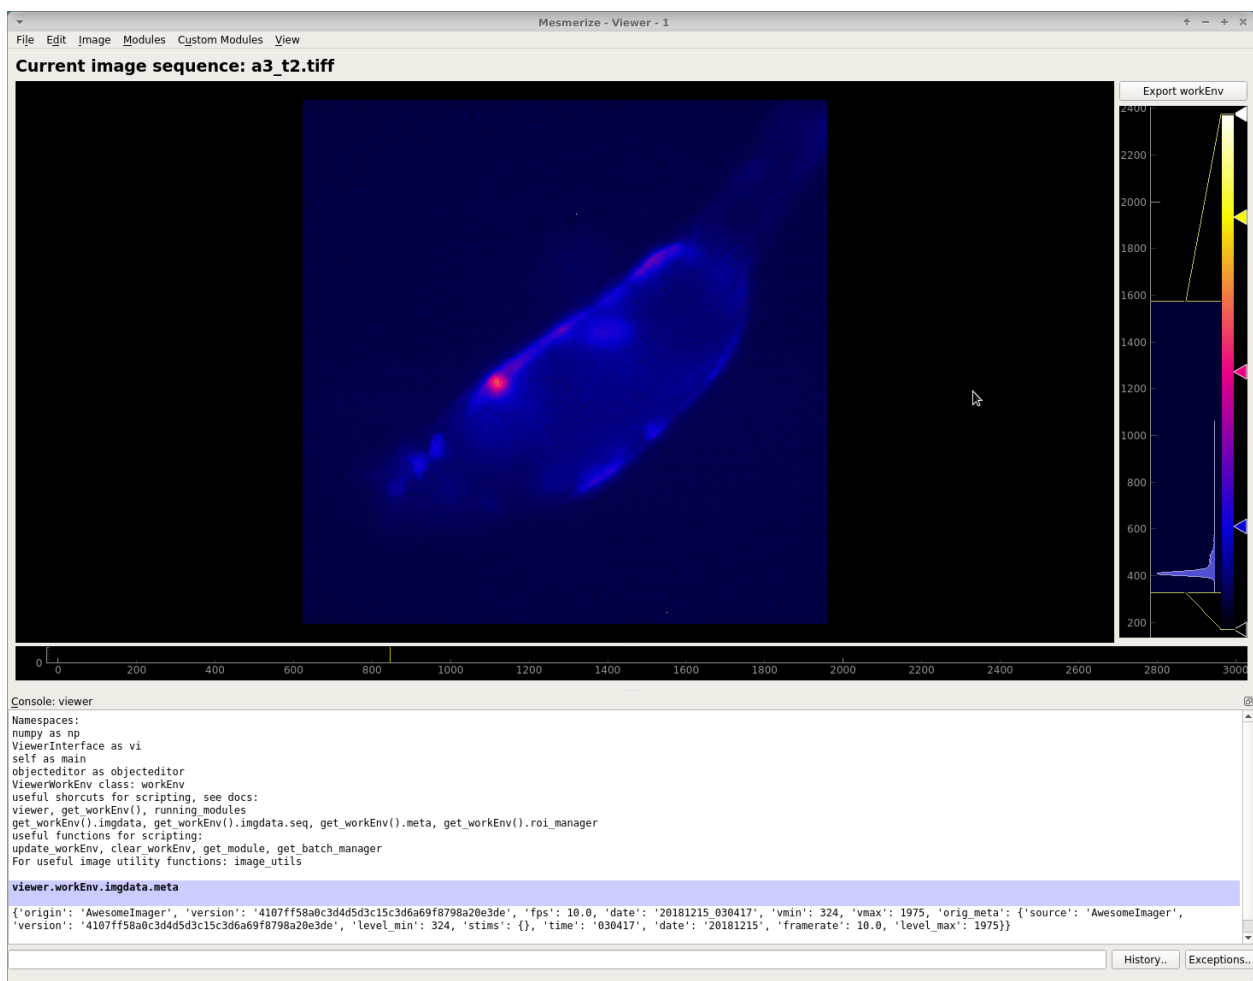 Mesmerize - Viewer - 1
File Edit Image Modules Custom Modules View
Current image sequence: a3_t2.tiff
Export workEnv
2400
2200
2000
1800
1600
1400
1200
1000
800
600
400
200
0
0 200 400 600 800 1000 1200 1400 1600 1800 2000 2200 2400 2600 2800 3000
Console: viewer
Namespaces:
numpy as np
ViewerInterface as vi
self as main
objecteditor as objecteditor
ViewerWorkEnv class: workEnv
useful shorcuts for scripting, see docs:
viewer, get_workEnv(), running_modules
get_workEnv().imgdata, get_workEnv().imgdata.seq, get_workEnv().meta, get_workEnv().roi_manager
useful functions for scripting:
update_workEnv, clear_workEnv, get_module, get_batch_manager
For useful image utility functions: image_utils
viewer.workEnv.imgdata.meta
{'origin': 'AwesomeImager', 'version': '4107ff58a0c3d4d5d3c15c3d6a69f8798a20e3de', 'fps': 10.0, 'date': '20181215_030417', 'vmin': 324, 'vmax': 1975, 'orig_meta': {'source': 'AwesomeImager',
'version': '4107ff58a0c3d4d5d3c15c3d6a69f8798a20e3de', 'level_min': 324, 'stims': {}, 'time': '030417', 'date': '20181215', 'framerate': 10.0, 'level_max': 1975}}
History.. Exceptions..